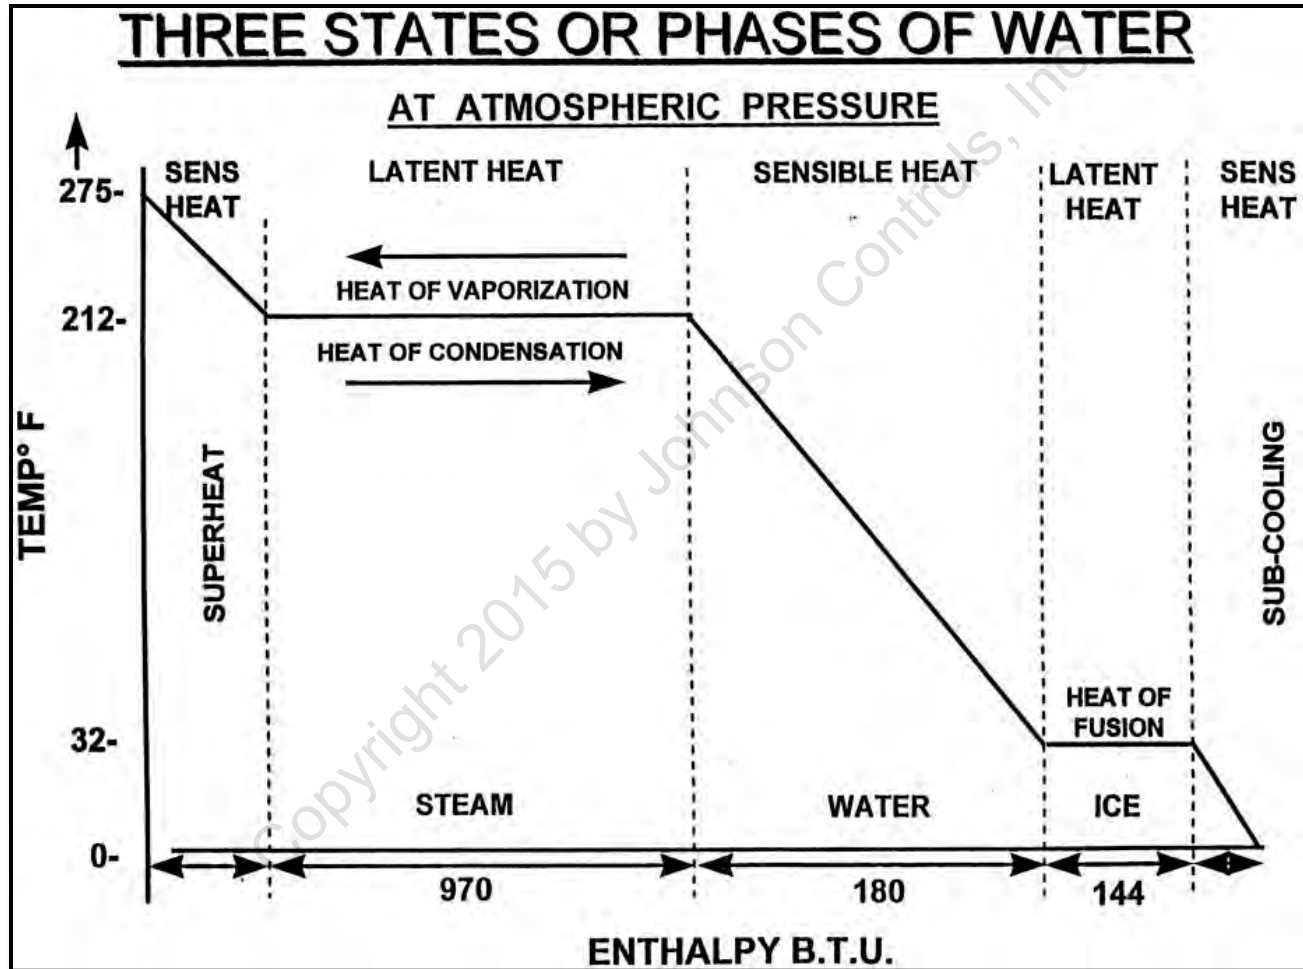 THREE STATES OR PHASES OF WATER
AT ATMOSPHERIC PRESSURE
SENS
HEAT
LATENT HEAT
SENSIBLE HEAT
LATENT
HEAT
SENS
HEAT
275-
212-
32-
0-
TEMP° F
HEAT OF VAPORIZATION
HEAT OF CONDENSATION
SUPERHEAT
SUB-COOLING
HEAT OF
FUSION
STEAM
WATER
ICE
970
180
144
ENTHALPY B.T.U.
Copyright 2015 by Johnson Controls, Inc